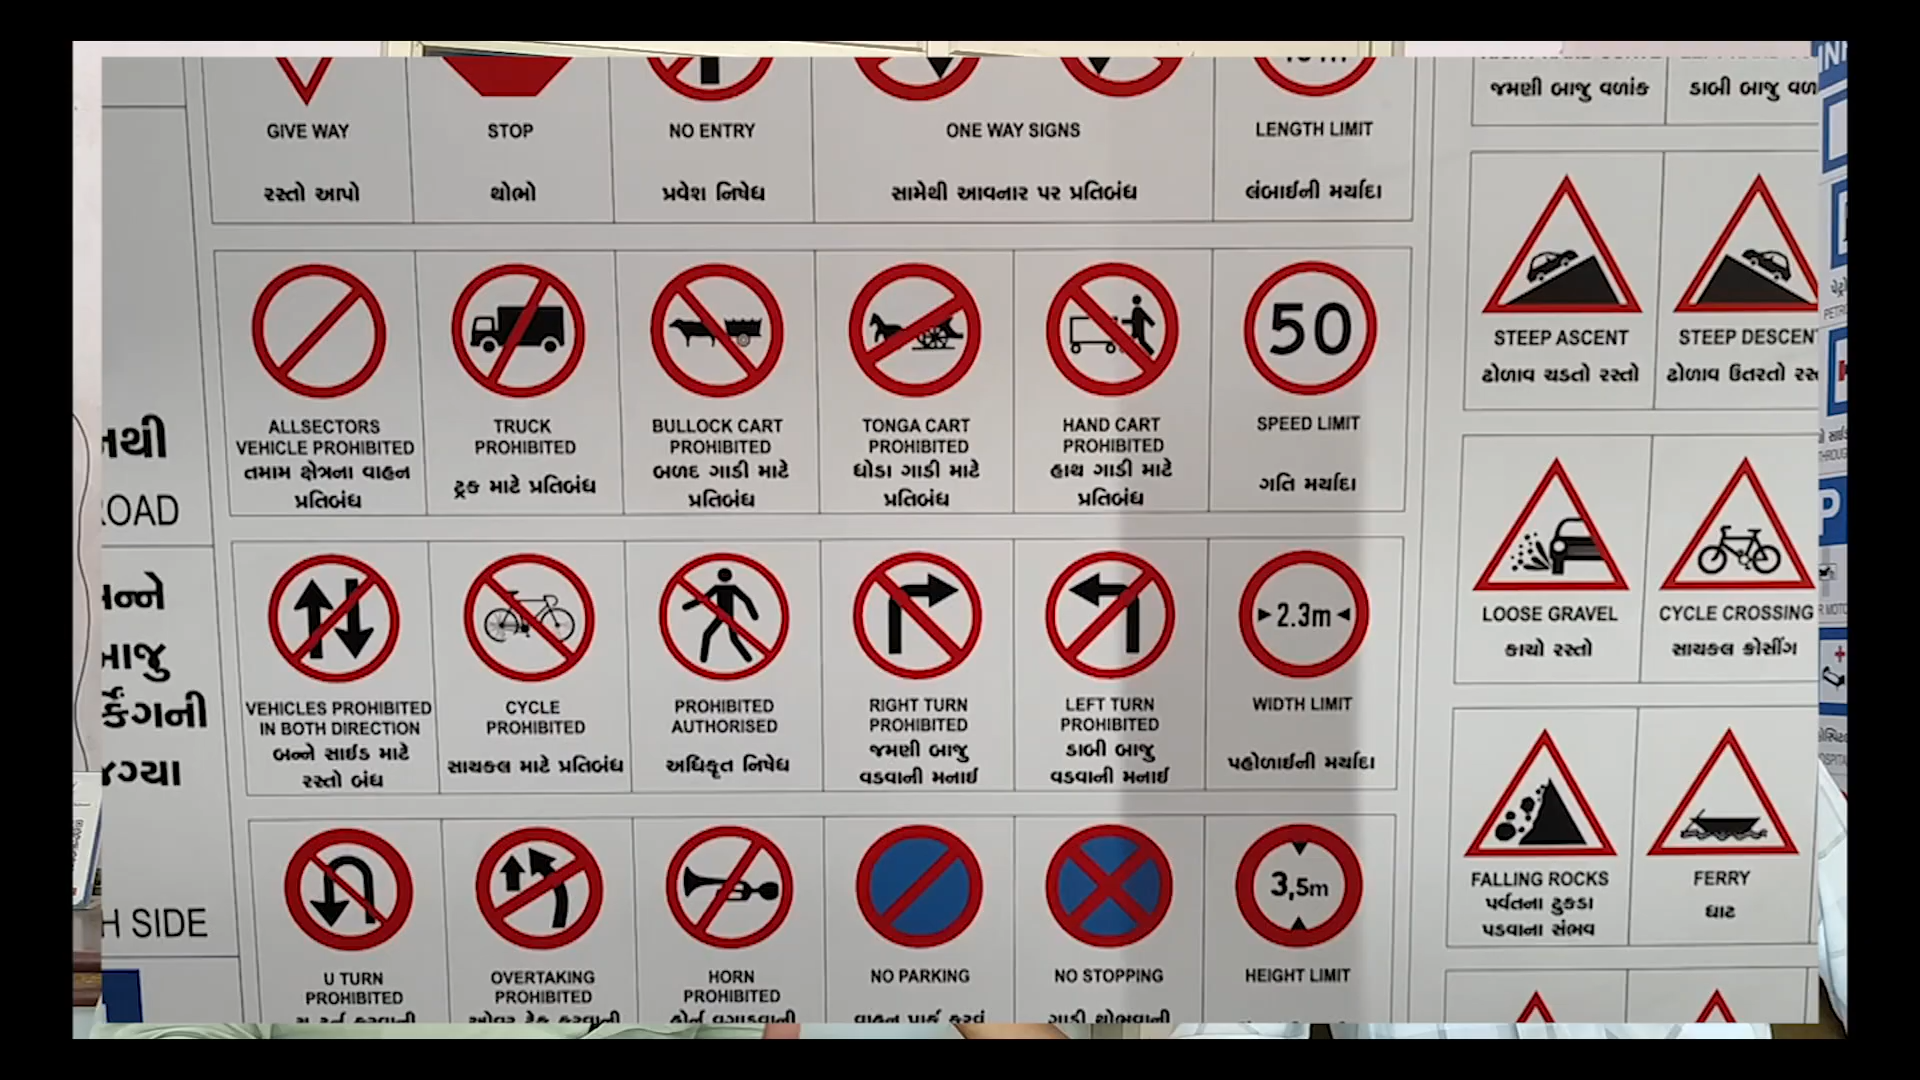 GIVE WAY
રસ્તો આપો
STOP
થોભો
NO ENTRY
પ્રવેશ નિષેધ
ONE WAY SIGNS
સામેથી આવનાર પર પ્રતિબંધ
LENGTH LIMIT
લંબાઈની મર્યાદા
જમણી બાજુ વળાંક
ડાબી બાજુ
ALLSECTORS
VEHICLE PROHIBITED
તમામ ક્ષેત્રના વાહન
પ્રતિબંધ
TRUCK
PROHIBITED
ટ્રક માટે પ્રતિબંધ
BULLOCK CART
PROHIBITED
બળદ ગાડી માટે
પ્રતિબંધ
TONGA CART
PROHIBITED
ઘોડા ગાડી માટે
પ્રતિબંધ
HAND CART
PROHIBITED
હાથ ગાડી માટે
પ્રતિબંધ
50
SPEED LIMIT
ગતિ મર્યાદા
STEEP ASCENT
ઢોળાવ ચડતો રસ્તો
STEEP DESCEN
ઢોળાવ ઉતરતો
VEHICLES PROHIBITED
IN BOTH DIRECTION
બન્ને સાઈડ માટે
રસ્તો બંધ
CYCLE
PROHIBITED
સાયકલ માટે પ્રતિબંધ
PROHIBITED
AUTHORISED
અધિકૃત નિષેધ
RIGHT TURN
PROHIBITED
જમણી બાજુ
વડવાની મનાઈ
LEFT TURN
PROHIBITED
ડાબી બાજુ
વડવાની મનાઈ
2.3m
WIDTH LIMIT
પહોળાઈની મર્યાદા
LOOSE GRAVEL
કાચો રસ્તો
CYCLE CROSSING
સાયકલ ક્રોસીંગ
U TURN
PROHIBITED
OVERTAKING
PROHIBITED
HORN
PROHIBITED
NO PARKING
NO STOPPING
3,5m
HEIGHT LIMIT
FALLING ROCKS
પર્વતના ટુકડા
પડવાના સંભવ
FERRY
ઘાટ
OAD
SIDE
P